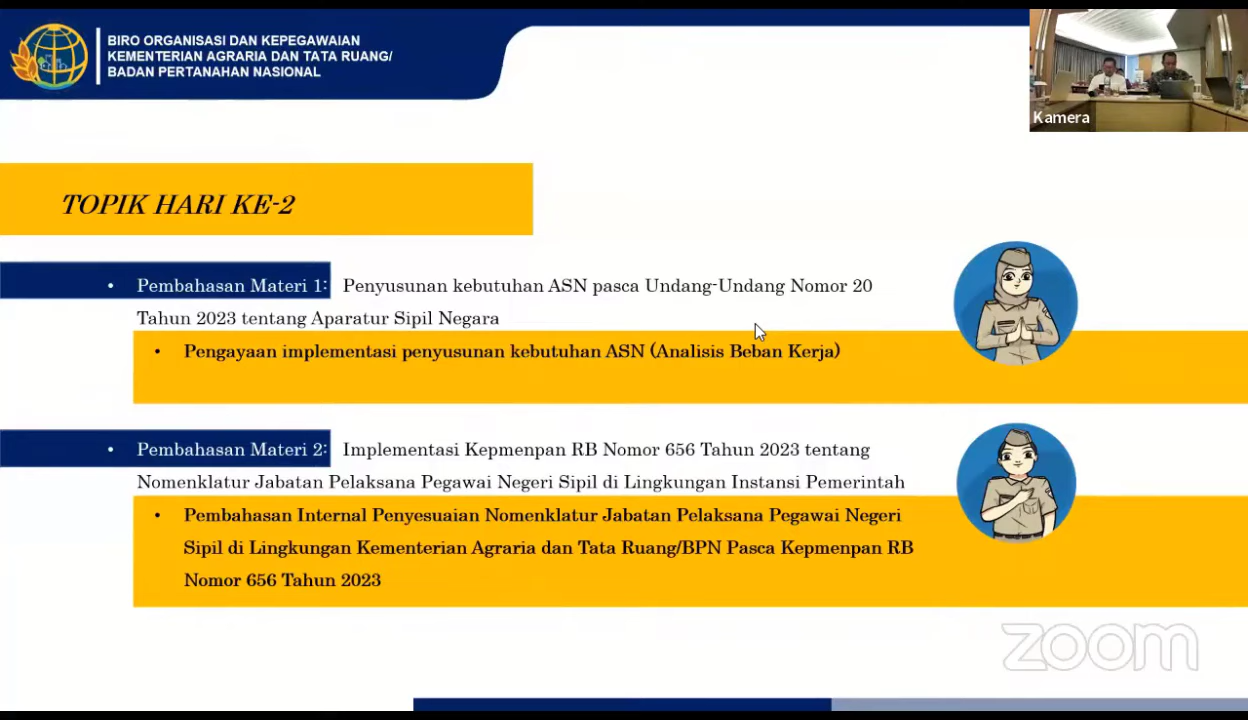 BIRO ORGANISASI DAN KEPEGAWAIAN
KEMENTERIAN AGRARIA DAN TATA RUANG/
BADAN PERTANAHAN NASIONAL
Kamera
TOPIK HARI KE-2
• Pembahasan Materi 1: Penyusunan kebutuhan ASN pasca Undang-Undang Nomor 20
Tahun 2023 tentang Aparatur Sipil Negara
• Pengayaan implementasi penyusunan kebutuhan ASN (Analisis Beban Kerja)
• Pembahasan Materi 2: Implementasi Kepmenpan RB Nomor 656 Tahun 2023 tentang
Nomenklatur Jabatan Pelaksana Pegawai Negeri Sipil di Lingkungan Instansi Pemerintah
• Pembahasan Internal Penyesuaian Nomenklatur Jabatan Pelaksana Pegawai Negeri
Sipil di Lingkungan Kementerian Agraria dan Tata Ruang/BPN Pasca Kepmenpan RB
Nomor 656 Tahun 2023
zoom